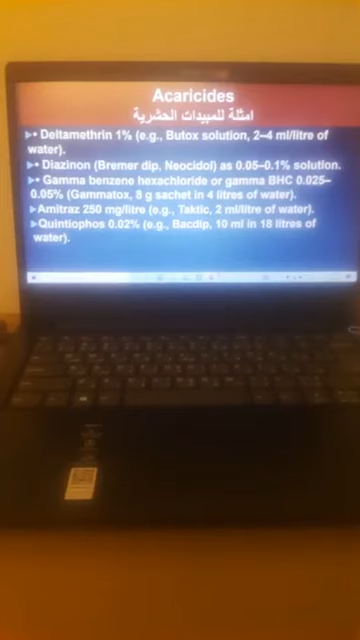 Acaricides
امثلة للمبيدات الحشرية
►• Deltamethrin 1% (e.g., Butox solution, 2–4 ml/litre of
water).
►• Diazinon (Bremer dip, Neocidol) as 0.05–0.1% solution.
►• Gamma benzene hexachloride or gamma BHC 0.025–
0.05% (Gammatox, 8 g sachet in 4 litres of water).
►Amitraz 250 mg/litre (e.g., Taktic, 2 ml/litre of water).
►Quintiophos 0.02% (e.g., Bacdip, 10 ml in 18 litres of
water).